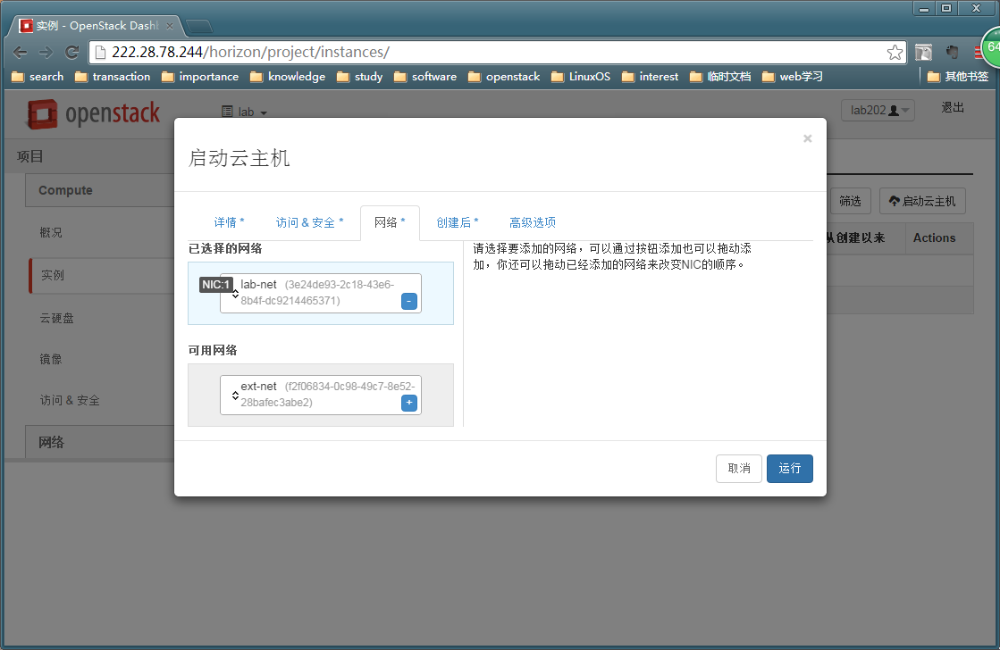 实例 - OpenStack Dash
222.28.78.244/horizon/project/instances/
64
search transaction importance knowledge study software openstack LinuxOS interest 临时文档 web学习 其他书签
openstack lab lab202 退出
项目
Compute
概况
实例
云硬盘
镜像
访问 & 安全
网络
筛选 启动云主机
从创建以来 Actions
启动云主机
×
详情 * 访问 & 安全 * 网络 * 创建后 * 高级选项
已选择的网络
NIC:1 lab-net (3e24de93-2c18-43e6-
8b4f-dc9214465371)
-
可用网络
ext-net (f2f06834-0c98-49c7-8e52-
28bafec3abe2)
+
请选择要添加的网络，可以通过按钮添加也可以拖动添
加，你还可以拖动已经添加的网络来改变NIC的顺序。
取消 运行